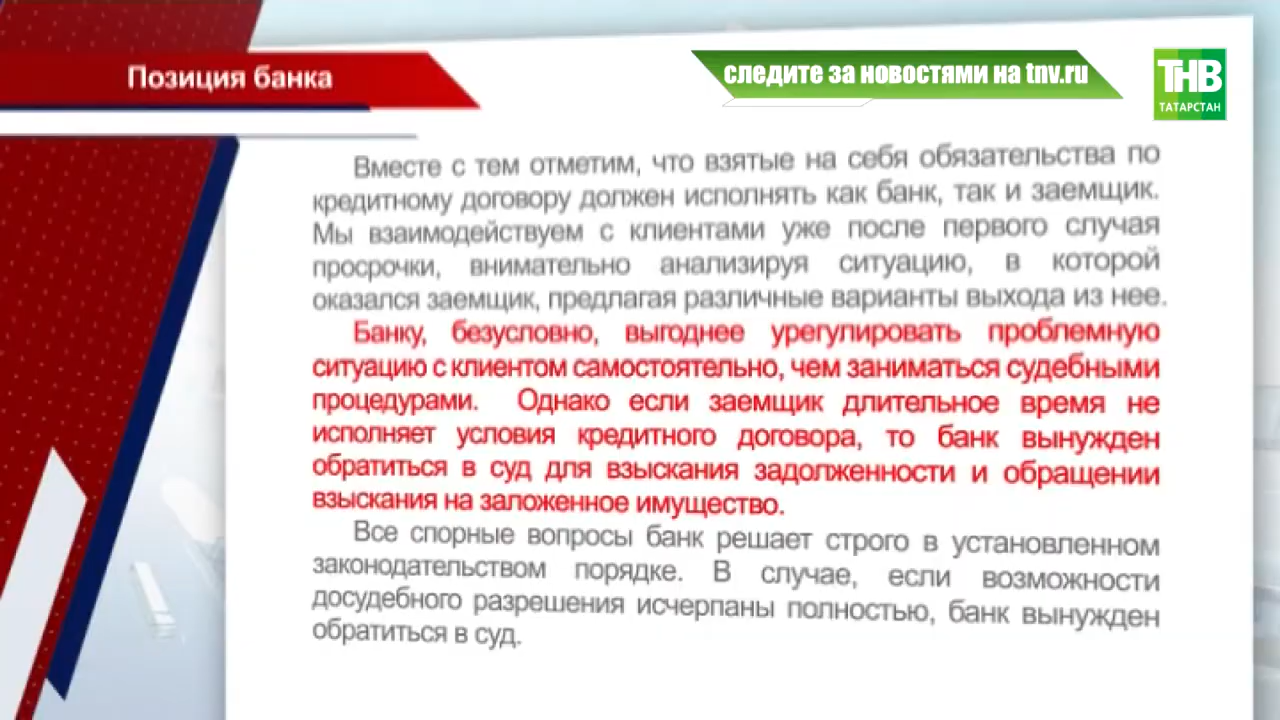 Позиция банка
следите за новостями на tnv.ru
ТНВ
ТАТАРСТАН
Вместе с тем отметим, что взятые на себя обязательства по
кредитному договору должен исполнять как банк, так и заемщик.
Мы взаимодействуем с клиентами уже после первого случая
просрочки, внимательно анализируя ситуацию, в которой
оказался заемщик, предлагая различные варианты выхода из нее.
Банку, безусловно, выгоднее урегулировать проблемную
ситуацию с клиентом самостоятельно, чем заниматься судебными
процедурами. Однако если заемщик длительное время не
исполняет условия кредитного договора, то банк вынужден
обратиться в суд для взыскания задолженности и обращении
взыскания на заложенное имущество.
Все спорные вопросы банк решает строго в установленном
законодательством порядке. В случае, если возможности
досудебного разрешения исчерпаны полностью, банк вынужден
обратиться в суд.